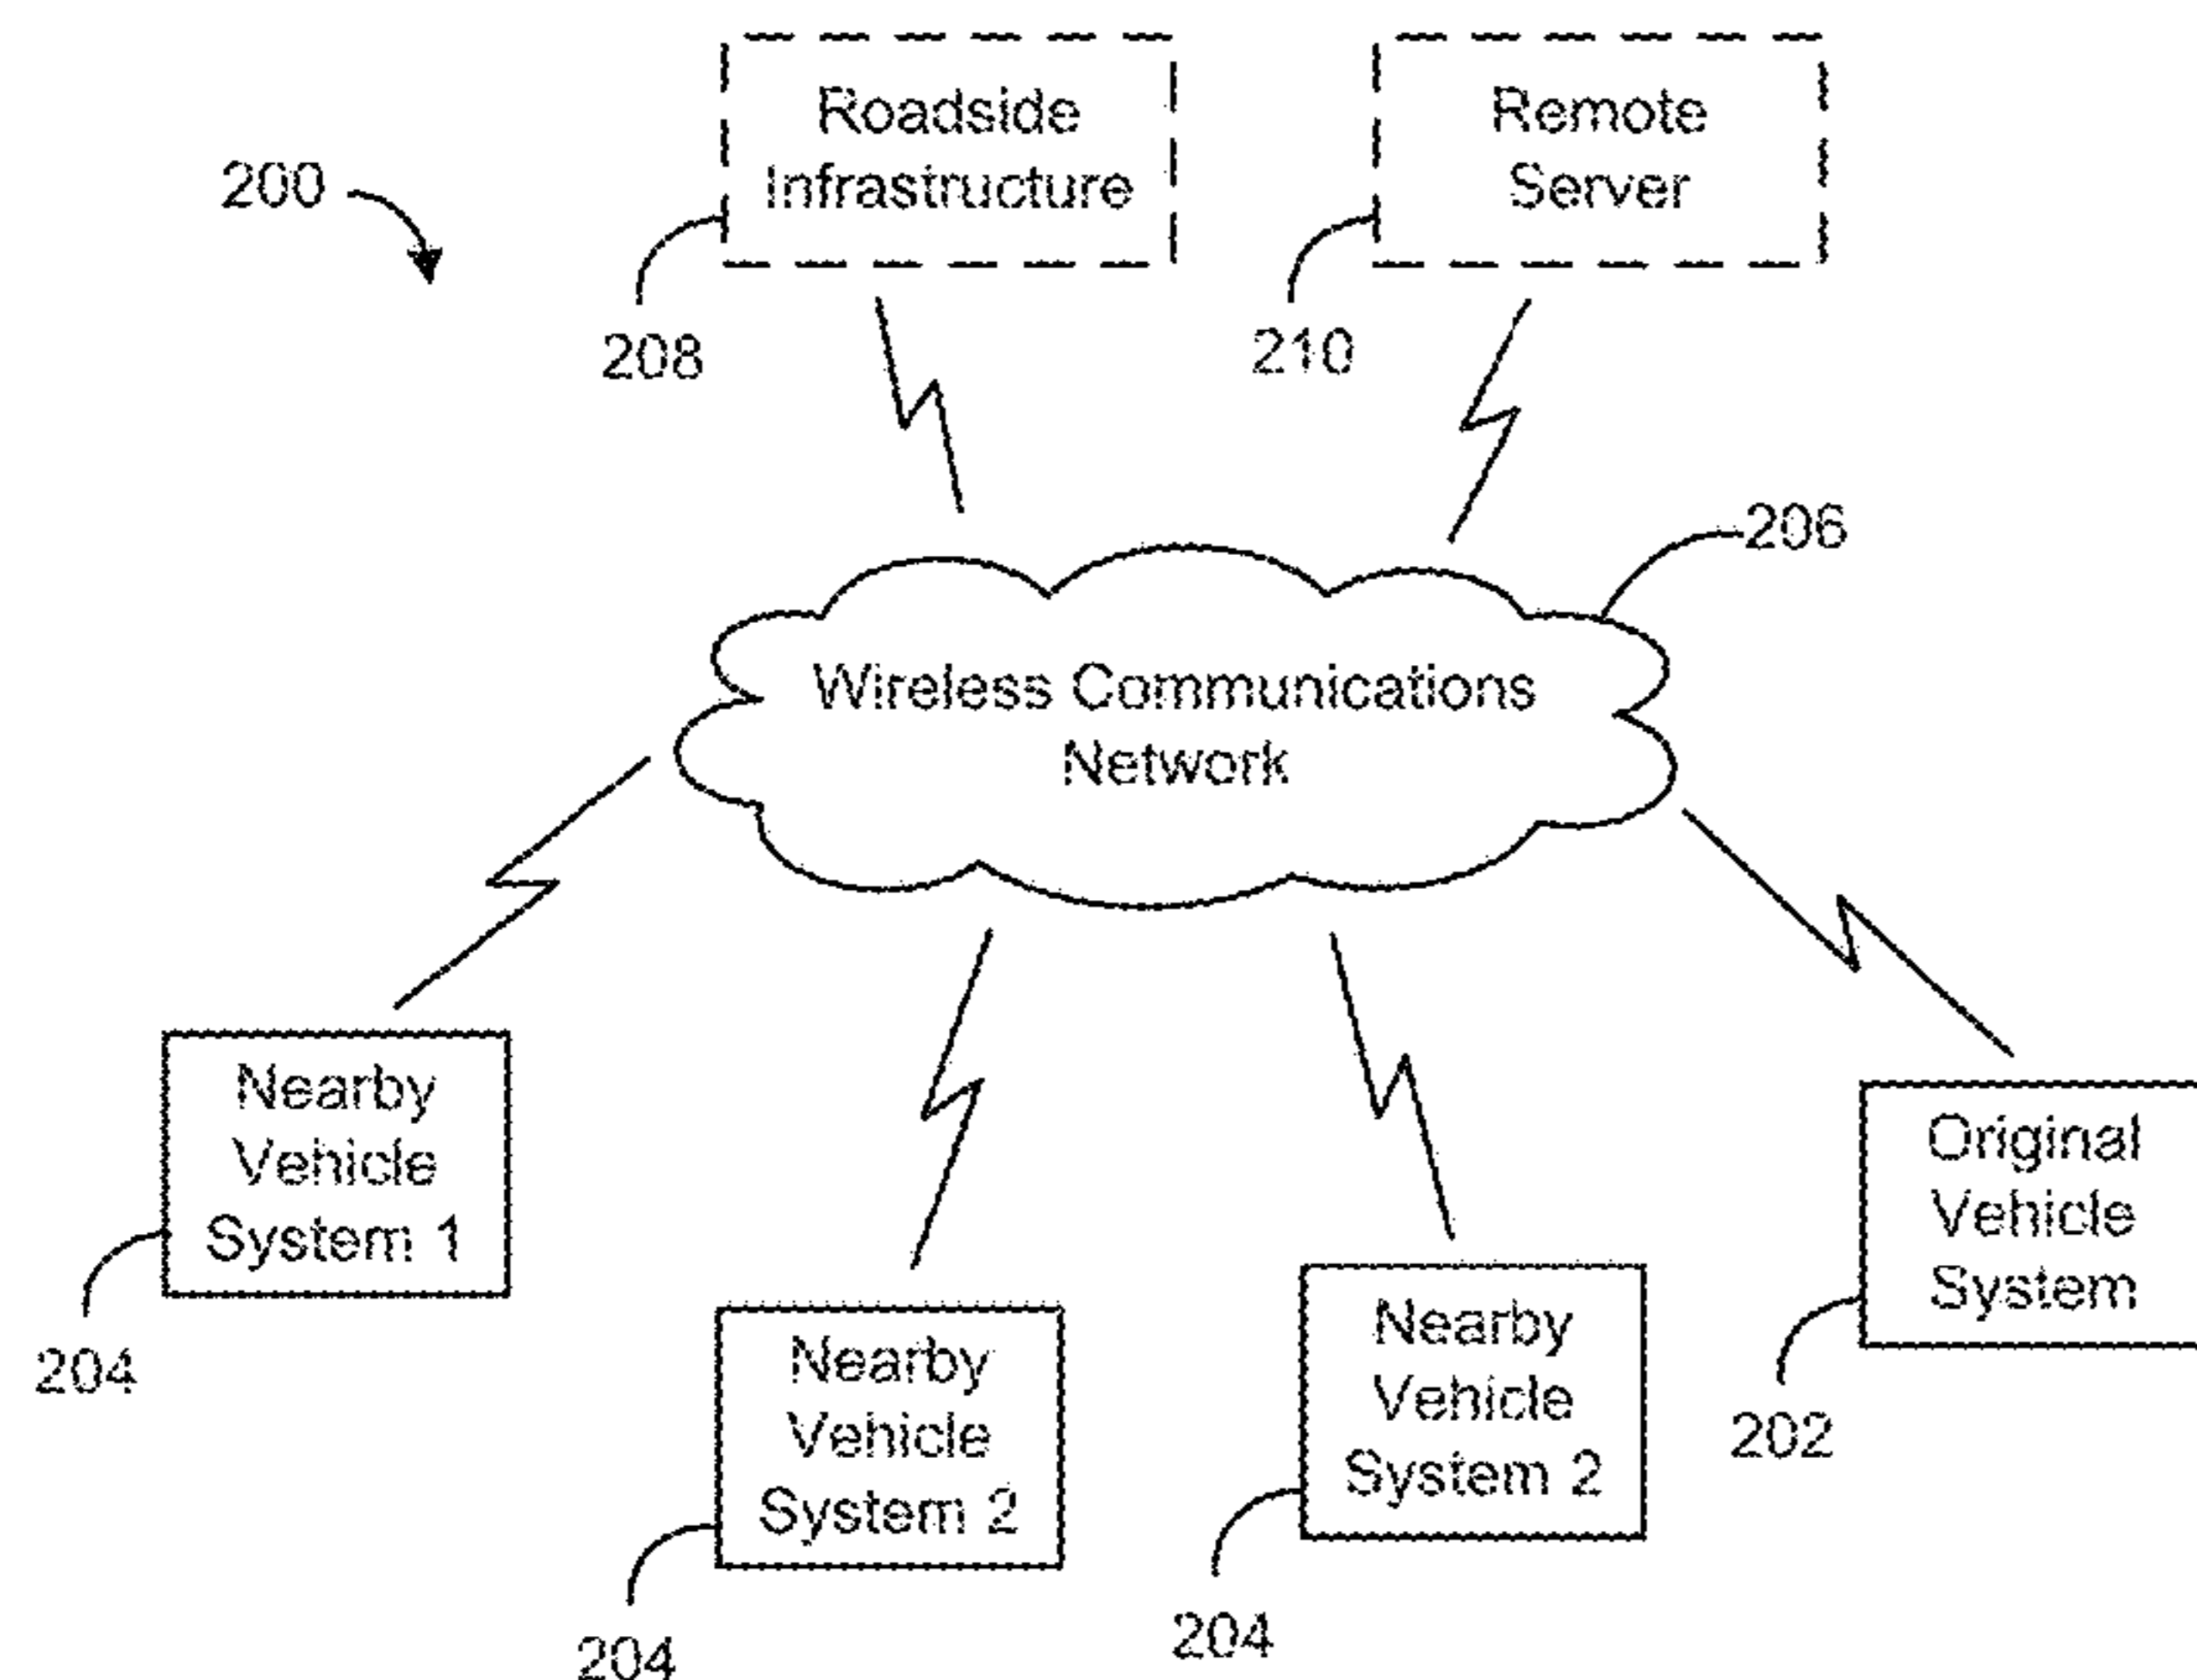 Roadside
Infrastructure
Remote
Server
200
208
210
206
Wireless Communications
Network
Nearby
Vehicle
System 1
204
Nearby
Vehicle
System 2
204
Nearby
Vehicle
System 2
204
Original
Vehicle
System
202